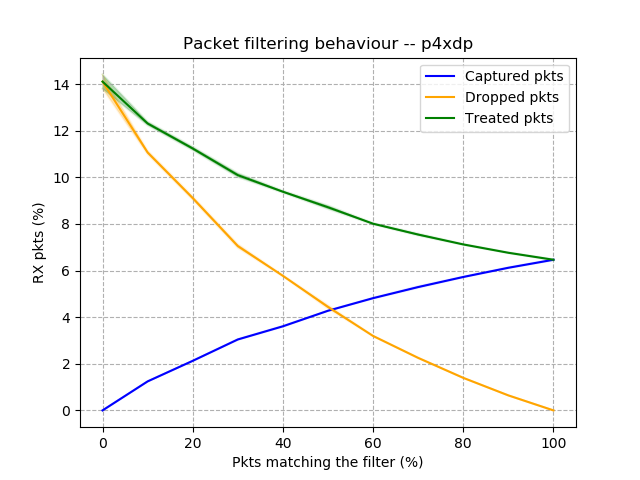 Packet filtering behaviour -- p4xdp
Captured pkts
Dropped pkts
Treated pkts
RX pkts (%)
14
12
10
8
6
4
2
0
0 20 40 60 80 100
Pkts matching the filter (%)